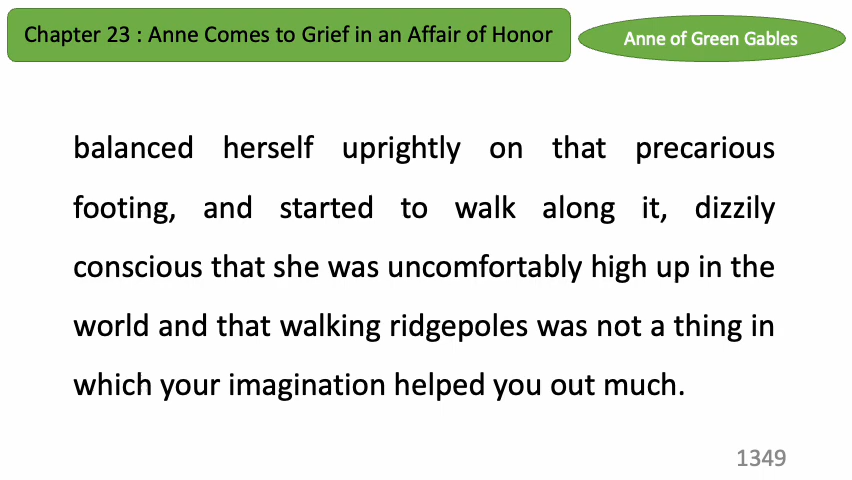 Chapter 23 : Anne Comes to Grief in an Affair of Honor
Anne of Green Gables
balanced herself uprightly on that precarious
footing, and started to walk along it, dizzily
conscious that she was uncomfortably high up in the
world and that walking ridgepoles was not a thing in
which your imagination helped you out much.
1349